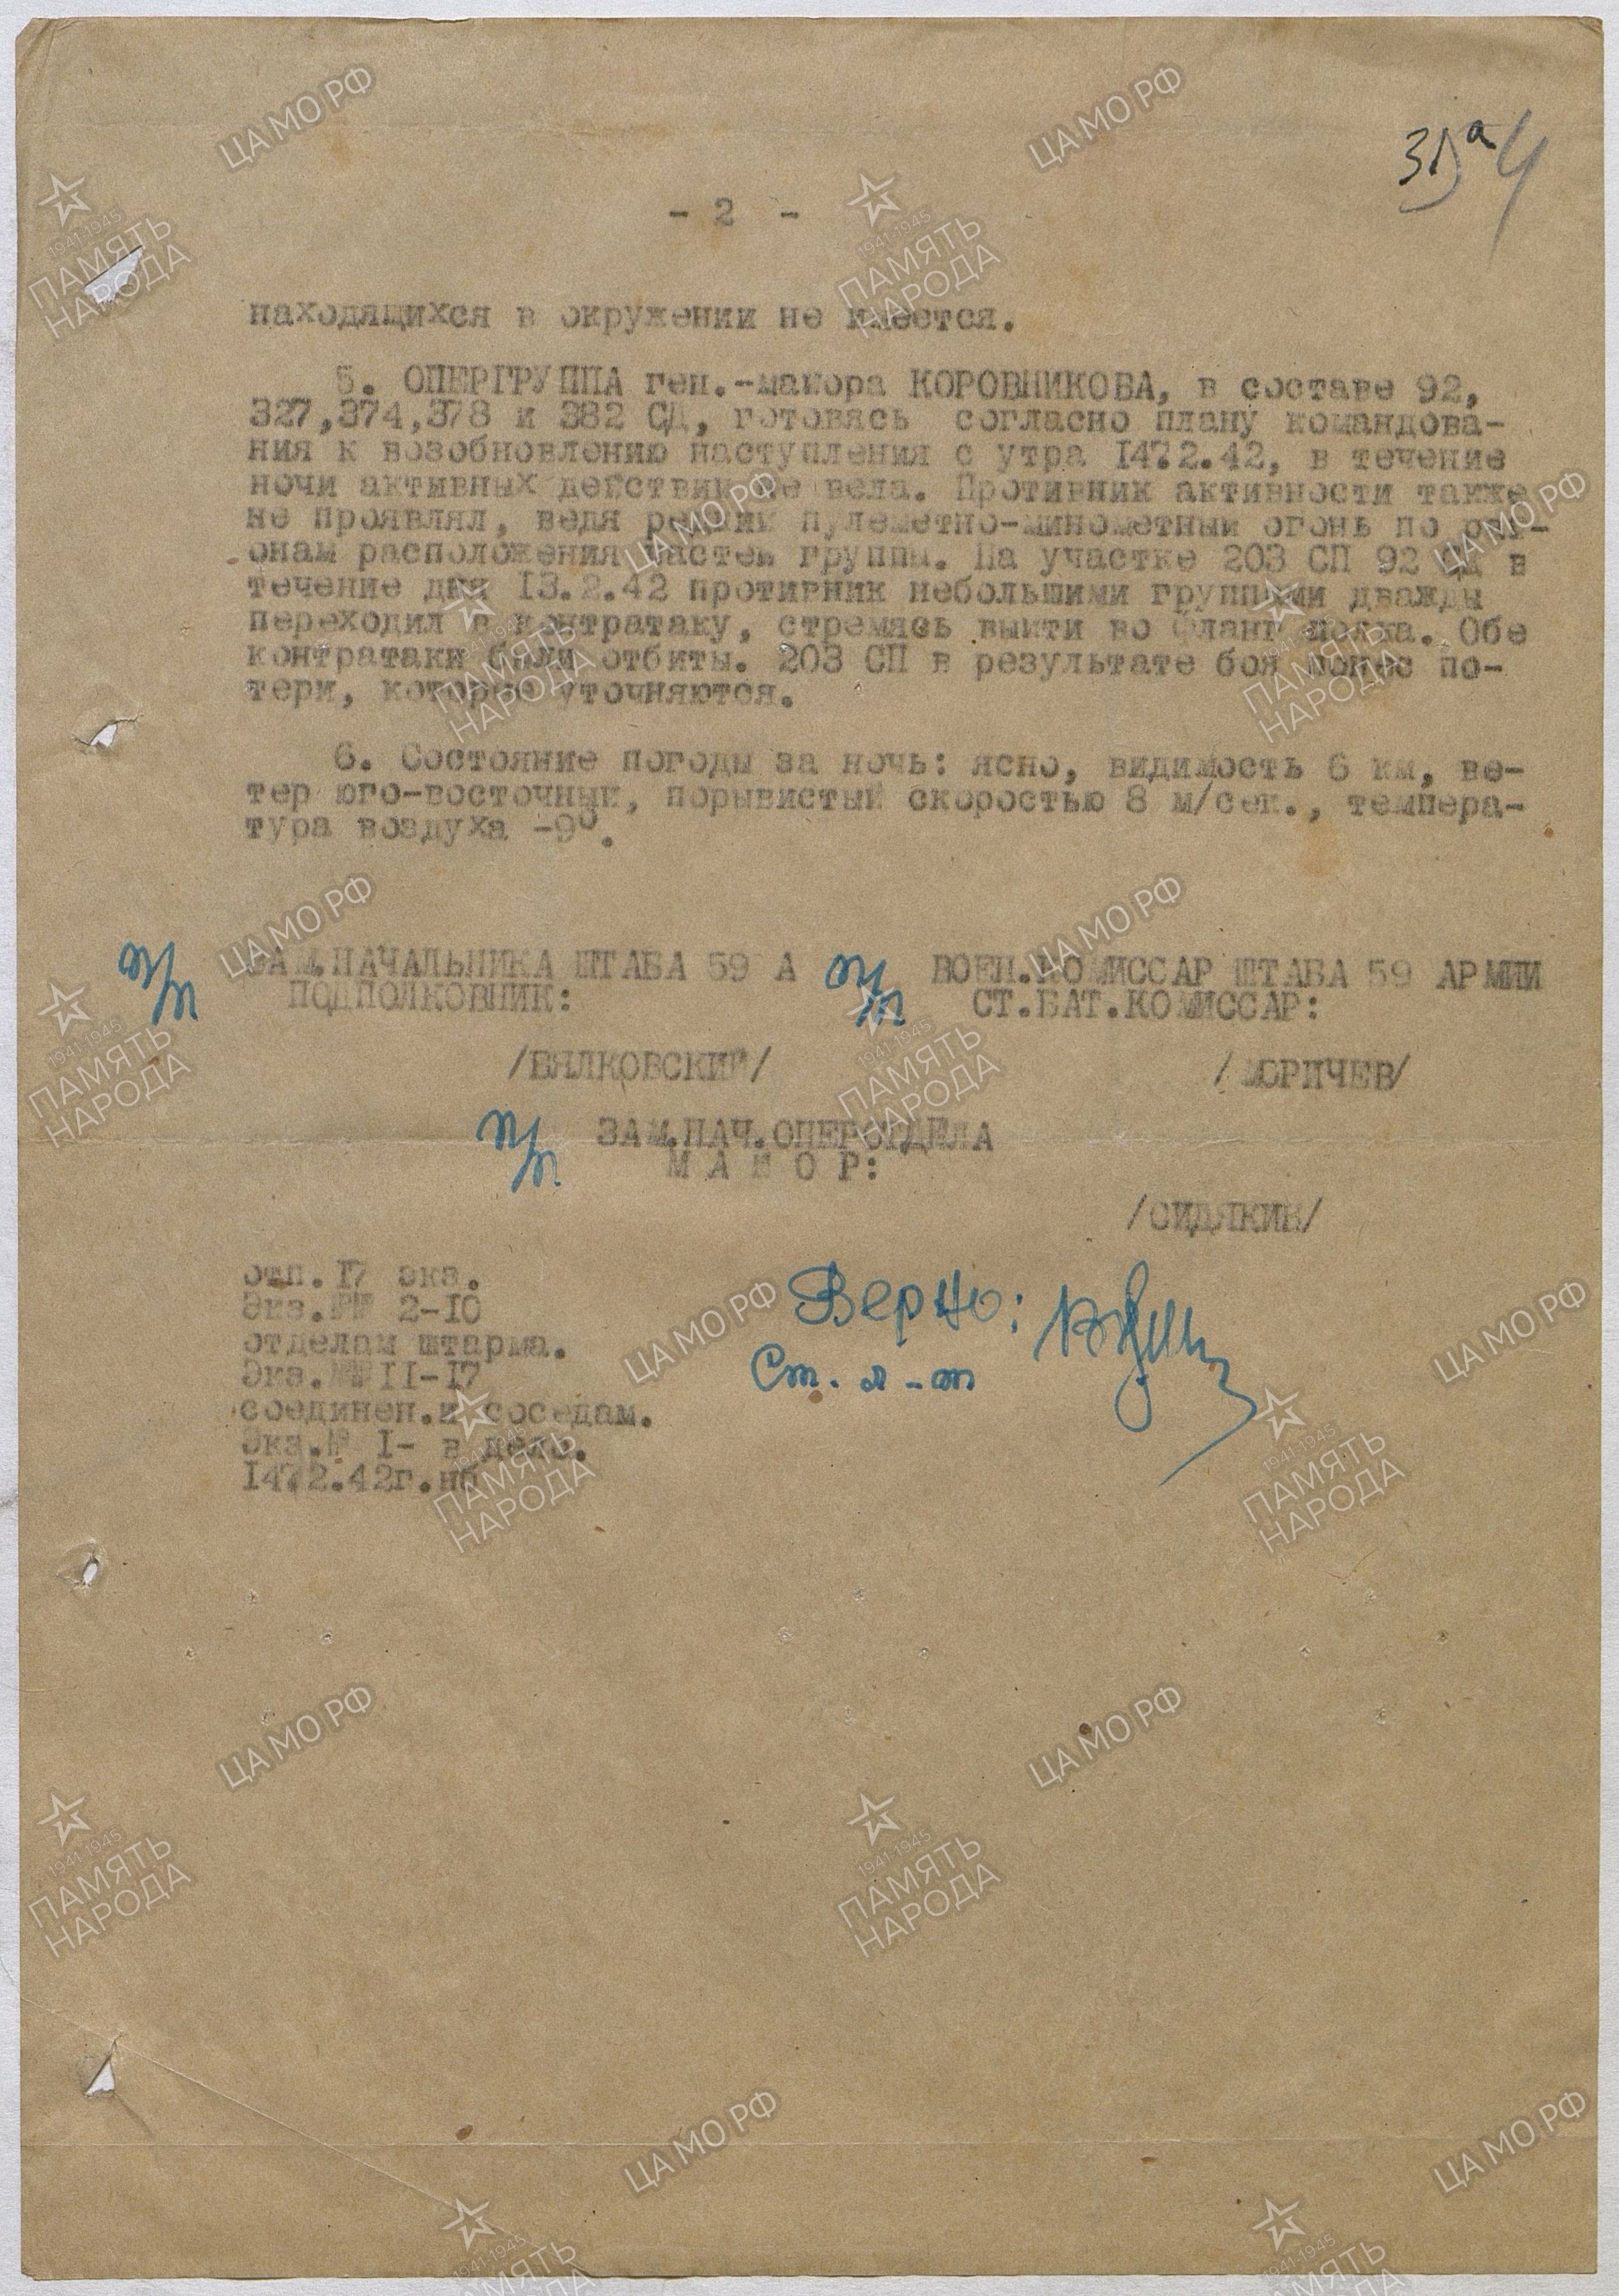 - 2 -
находящихся в окружении не имеется.
5. ОПЕРГРУППА ген.-майора КОРОВНИКОВА, в составе 92,
327,374,378 и 382 СД, готовясь согласно плану командова-
ния к возобновлению наступления с утра 14.2.42, в течение
ночи активных действий не вела. Противник активности также
не проявлял, ведя редкий пулеметно-минометный огонь по рай-
онам расположения частей группы. На участке 203 СП 92 СД в
течение дня 13.2.42 противник небольшими группами дважды
переходил в контратаку, стремясь выйти во фланг полка. Обе
контратаки были отбиты. 203 СП в результате боя понес по-
тери, которые уточняются.
6. Состояние погоды за ночь: ясно, видимость 6 км, ве-
тер юго-восточный, порывистый скоростью 8 м/сек., темпера-
тура воздуха -9°.
п/п ЗАМ.НАЧАЛЬНИКА ШТАБА 59 А п/п ВОЕН.КОМИССАР ШТАБА 59 АРМИИ
ПОДПОЛКОВНИК: СТ.БАТ.КОМИССАР:
/ВЯЛКОВСКИЙ/ /МОРИЧЕВ/
п/п ЗАМ.НАЧ.ОПЕРОТДЕЛА
МАЙОР:
/СИДЯКИН/
отп.17 экз.
Экз.№№ 2-10
отделам штарма.
Экз.№№ 11-17
соединен.и соседам.
Экз.№ 1- в дело.
14.2.42г.нб
Верно:
Ст. л-т
ЦА МО РФ
1941-1945
ПАМЯТЬ
НАРОДА